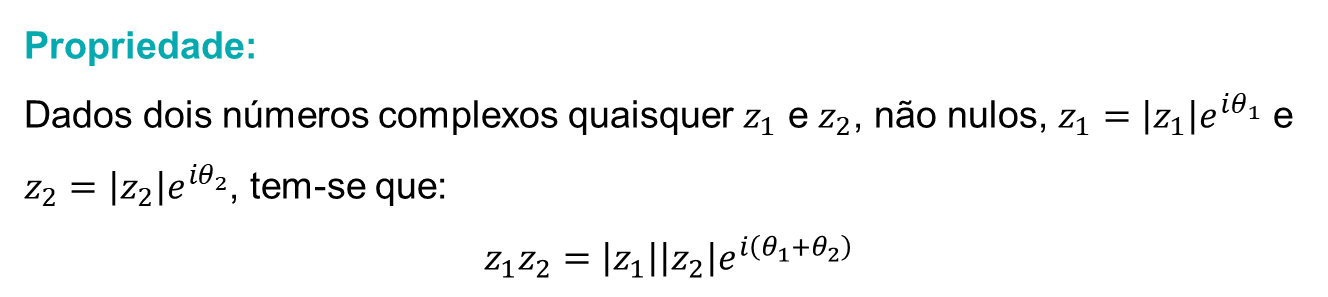 Propriedade:
Dados dois números complexos quaisquer z₁ e z₂, não nulos, z₁ = |z₁|e^{iθ₁} e
z₂ = |z₂|e^{iθ₂}, tem-se que:
z₁z₂ = |z₁||z₂|e^{i(θ₁+θ₂)}